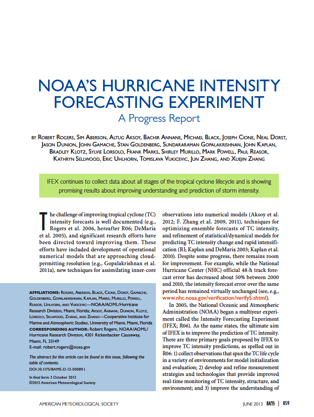 NOAA'S HURRICANE INTENSITY
FORECASTING EXPERIMENT
A Progress Report
BY ROBERT ROGERS, SIM ABERSON, ALTUG AKSOY, BACHIR ANNANE, MICHAEL BLACK, JOSEPH CIONE, NEAL DORST,
JASON DUNION, JOHN GAMACHE, STAN GOLDENBERG, SUNDARARAMAN GOPALAKRISHNAN, JOHN KAPLAN,
BRADLEY KLOTZ, SYLVIE LORSOLO, FRANK MARKS, SHIRLEY MURILLO, MARK POWELL, PAUL REASOR,
KATHRYN SELLWOOD, ERIC UHLHORN, TOMISLAVA VUKICEVIC, JUN ZHANG, AND XUEJIN ZHANG
IFEX continues to collect data about all stages of the tropical cyclone lifecycle and is showing
promising results about improving understanding and prediction of storm intensity.
The challenge of improving tropical cyclone (TC)
intensity forecasts is well documented (e.g.,
Rogers et al. 2006, hereafter R06; DeMaria
et al. 2005), and significant research efforts have
been directed toward improving them. These
efforts have included development of operational
numerical models that are approaching cloud-
permitting resolution (e.g., Gopalakrishnan et al.
2011a), new techniques for assimilating inner-core
AFFILIATIONS: ROGERS, ABERSON, BLACK, CIONE, DORST, GAMACHE,
GOLDENBERG, GOPALAKRISHNAN, KAPLAN, MARKS, MURILLO, POWELL,
REASOR, UHLHORN, AND VUKICEVIC—NOAA/AOML/Hurricane
Research Division, Miami, Florida; AKSOY, ANNANE, DUNION, KLOTZ,
LORSOLO, SELLWOOD, ZHANG, AND ZHANG—Cooperative Institute for
Marine and Atmospheric Studies, University of Miami, Miami, Florida
CORRESPONDING AUTHOR: Robert Rogers, NOAA/AOML/
Hurricane Research Division, 4301 Rickenbacker Causeway,
Miami, FL 33149
E-mail: robert.rogers@noaa.gov
The abstract for this article can be found in this issue, following the
table of contents.
DOI:10.1175/BAMS-D-12-00089.1
In final form 5 October 2012
©2013 American Meteorological Society
observations into numerical models (Aksoy et al.
2012; F. Zhang et al. 2009, 2011), techniques for
optimizing ensemble forecasts of TC intensity,
and refinement of statistical/dynamical models for
predicting TC intensity change and rapid intensifi-
cation (RI; Kaplan and DeMaria 2003; Kaplan et al.
2010). Despite some progress, there remains room
for improvement. For example, while the National
Hurricane Center (NHC) official 48-h track fore-
cast error has decreased about 50% between 2000
and 2010, the intensity forecast error over the same
period has remained virtually unchanged (see, e.g.,
www.nhc.noaa.gov/verification/verify5.shtml).
In 2005, the National Oceanic and Atmospheric
Administration (NOAA) began a multiyear experi-
ment called the Intensity Forecasting Experiment
(IFEX; R06). As the name states, the ultimate aim
of IFEX is to improve the prediction of TC intensity.
There are three primary goals proposed by IFEX to
improve TC intensity predictions, as spelled out in
R06: 1) collect observations that span the TC life cycle
in a variety of environments for model initialization
and evaluation; 2) develop and refine measurement
strategies and technologies that provide improved
real-time monitoring of TC intensity, structure, and
environment; and 3) improve the understanding of
AMERICAN METEOROLOGICAL SOCIETY
JUNE 2013 BAMS | 859